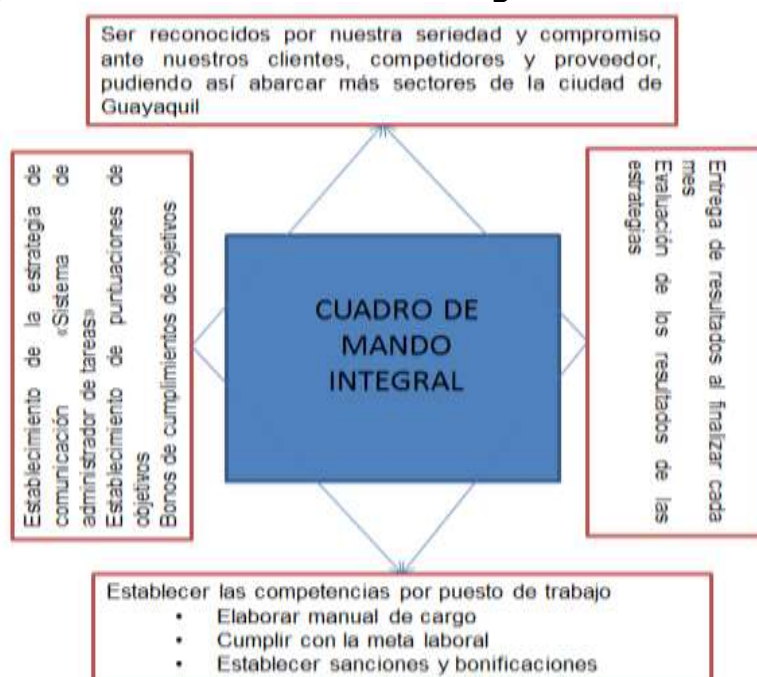 Ser reconocidos por nuestra seriedad y compromiso
ante nuestros clientes, competidores y proveedor,
pudiendo así abarcar más sectores de la ciudad de
Guayaquil
Establecimiento de la estrategia de
comunicación «Sistema de
administrador de tareas»
Establecimiento de puntuaciones de
objetivos
Bonos de cumplimientos de objetivos
CUADRO DE
MANDO
INTEGRAL
Entrega de resultados al finalizar cada
mes
Evaluación de los resultados de las
estrategias
Establecer las competencias por puesto de trabajo
• Elaborar manual de cargo
• Cumplir con la meta laboral
• Establecer sanciones y bonificaciones